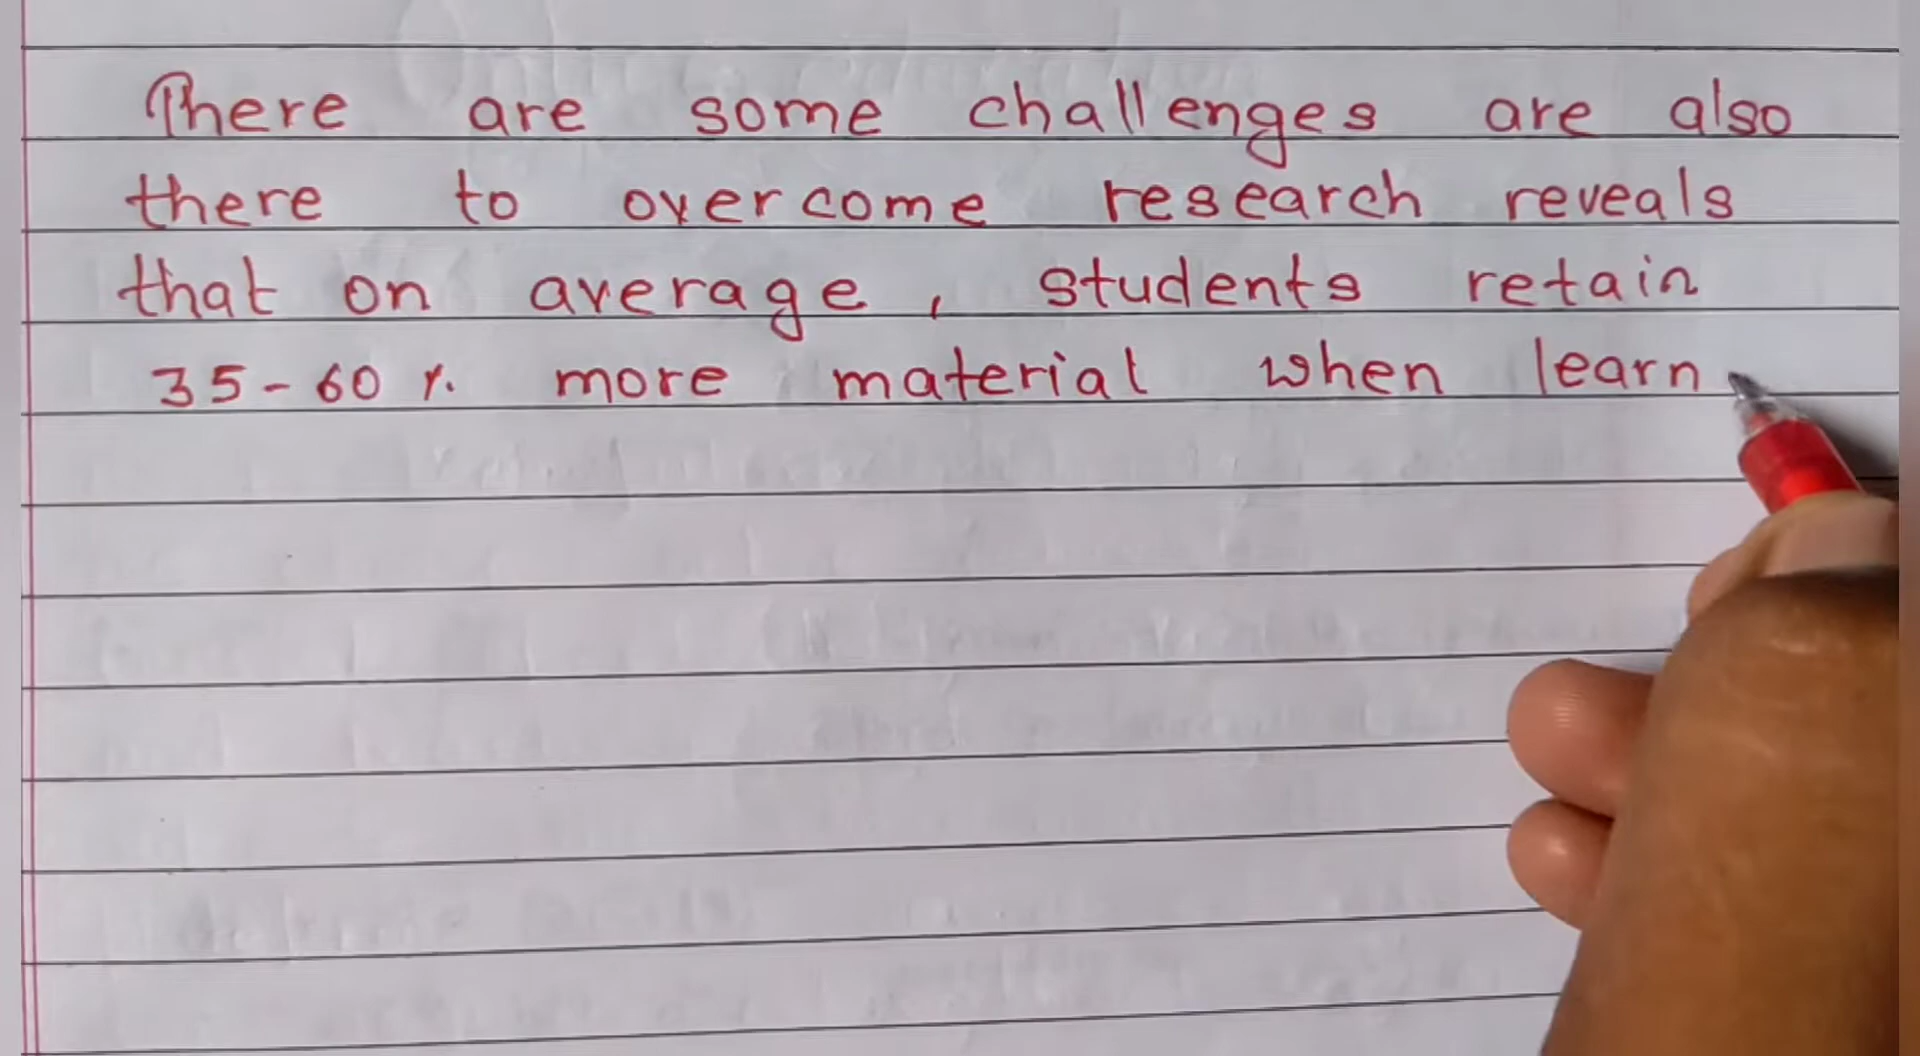 There are some challenges are also
there to overcome research reveals
that on average, students retain
35-60% more material when learn